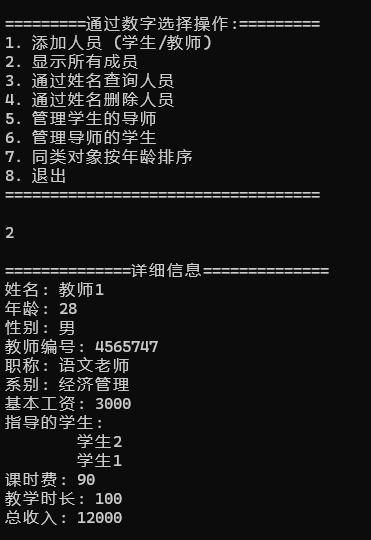 =========通过数字选择操作:=========
1. 添加人员 (学生/教师)
2. 显示所有成员
3. 通过姓名查询人员
4. 通过姓名删除人员
5. 管理学生的导师
6. 管理导师的学生
7. 同类对象按年龄排序
8. 退出
===================================
2
==============详细信息==============
姓名: 教师1
年龄: 28
性别: 男
教师编号: 4565747
职称: 语文老师
系别: 经济管理
基本工资: 3000
指导的学生:
学生2
学生1
课时费: 90
教学时长: 100
总收入: 12000